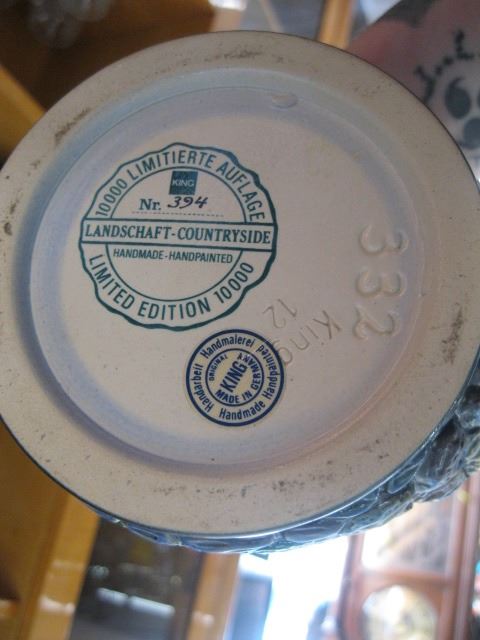 10000 LIMITIERTE AUFLAGE
KING
Nr. 394
LANDSCHAFT-COUNTRYSIDE
HANDMADE-HANDPAINTED
LIMITED EDITION 10000
332
King
12
Handarbeit Handmalerei
ORIGINAL KING
MADE IN GERMANY
Handmade Handpainted